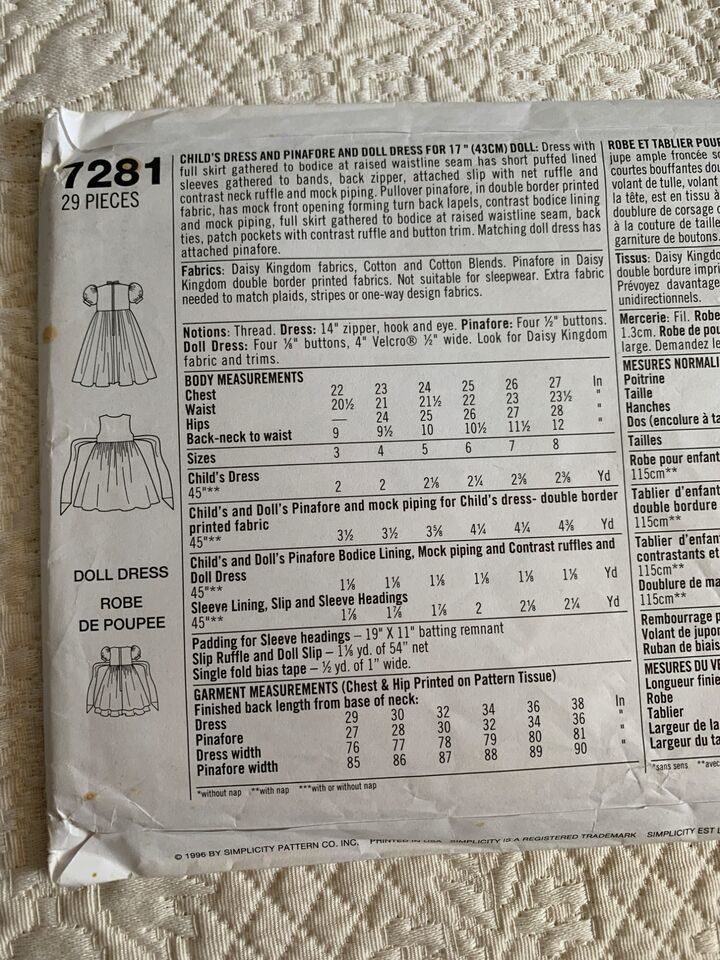 7281
29 PIECES
CHILD'S DRESS AND PINAFORE AND DOLL DRESS FOR 17" (43CM) DOLL: Dress with
full skirt gathered to bodice at raised waistline seam has short puffed lined
sleeves gathered to bands, back zipper, attached slip with net ruffle and
contrast neck ruffle and mock piping. Pullover pinafore, in double border printed
fabric, has mock front opening forming turn back lapels, contrast bodice lining
and mock piping, full skirt gathered to bodice at raised waistline seam, back
ties, patch pockets with contrast ruffle and button trim. Matching doll dress has
attached pinafore.
Fabrics: Daisy Kingdom fabrics, Cotton and Cotton Blends. Pinafore in Daisy
Kingdom double border printed fabrics. Not suitable for sleepwear. Extra fabric
needed to match plaids, stripes or one-way design fabrics.
Notions: Thread. Dress: 14" zipper, hook and eye. Pinafore: Four ½" buttons.
Doll Dress: Four ⅛" buttons, 4" Velcro® ½" wide. Look for Daisy Kingdom
fabric and trims.
BODY MEASUREMENTS
Chest 22 23 24 25 26 27 In
Waist 20½ 21 21½ 22 23 23½ "
Hips — 24 25 26 27 28 "
Back-neck to waist 9 9½ 10 10½ 11½ 12 "
Sizes 3 4 5 6 7 8
Child's Dress
45"** 2 2 2⅛ 2¼ 2⅜ 2⅜ Yd
Child's and Doll's Pinafore and mock piping for Child's dress- double border
printed fabric
45"** 3½ 3½ 3⅝ 4¼ 4¼ 4⅜ Yd
Child's and Doll's Pinafore Bodice Lining, Mock piping and Contrast ruffles and
Doll Dress
45"** 1⅛ 1⅛ 1⅛ 1⅛ 1⅛ 1⅛ Yd
Sleeve Lining, Slip and Sleeve Headings
45"** 1⅞ 1⅞ 1⅞ 2 2⅛ 2¼ Yd
Padding for Sleeve headings – 19" X 11" batting remnant
Slip Ruffle and Doll Slip – 1⅛ yd. of 54" net
Single fold bias tape – ½ yd. of 1" wide.
GARMENT MEASUREMENTS (Chest & Hip Printed on Pattern Tissue)
Finished back length from base of neck:
Dress 29 30 32 34 36 38 In
Pinafore 27 28 30 32 34 36 "
Dress width 76 77 78 79 80 81 "
Pinafore width 85 86 87 88 89 90 "
*without nap **with nap ***with or without nap
DOLL DRESS
ROBE
DE POUPEE
ROBE ET TABLIER POUR
jupe ample froncée
courtes bouffantes
volant de tulle, volant
la tête, est en tissu à
doublure de corsage
à la couture de taille
garniture de boutons.
Tissus: Daisy
double bordure
Prévoyez davantage
unidirectionnels.
Mercerie: Fil. Robe
1.3cm. Robe de
large. Demandez
MESURES
Poitrine
Taille
Hanches
Dos (encolure à
Tailles
Robe pour enfant
115cm**
Tablier d'enfant
double bordure
115cm**
Tablier
contrastants et
115cm**
Doublure de
115cm**
Rembourrage
Volant de
Ruban de biais
MESURES DU
Longueur
Robe
Tablier
Largeur de la
Largeur du
*sans sens
© 1996 BY SIMPLICITY PATTERN CO. INC. PRINTED IN USA SIMPLICITY IS A REGISTERED TRADEMARK SIMPLICITY EST